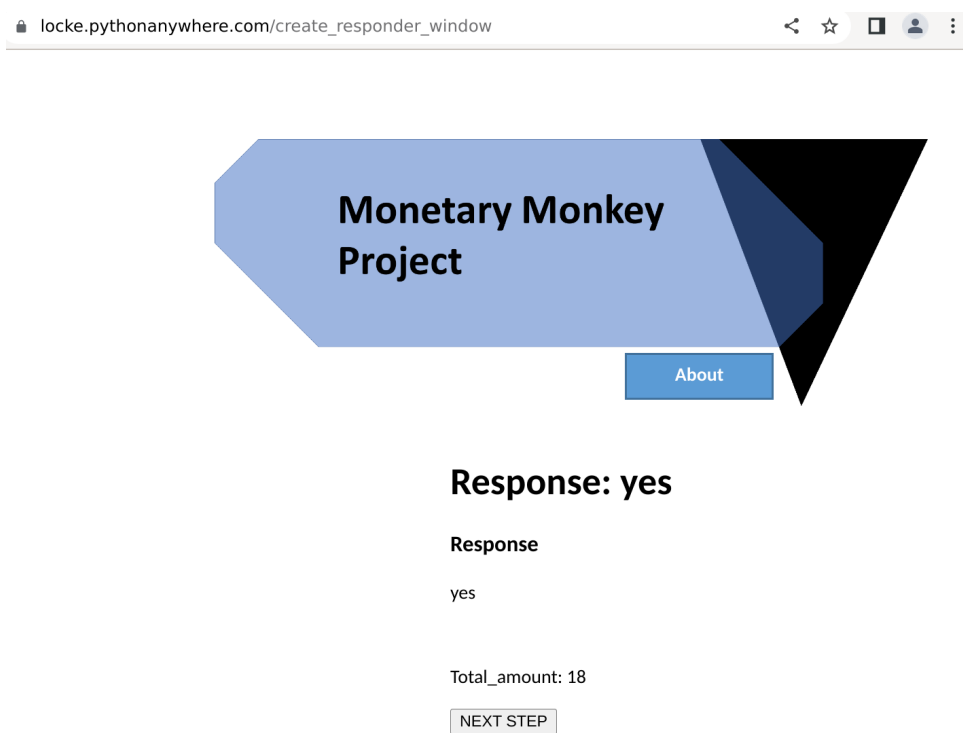 locke.pythonanywhere.com/create_responder_window
Monetary Monkey
Project
About
Response: yes
Response
yes
Total_amount: 18
NEXT STEP